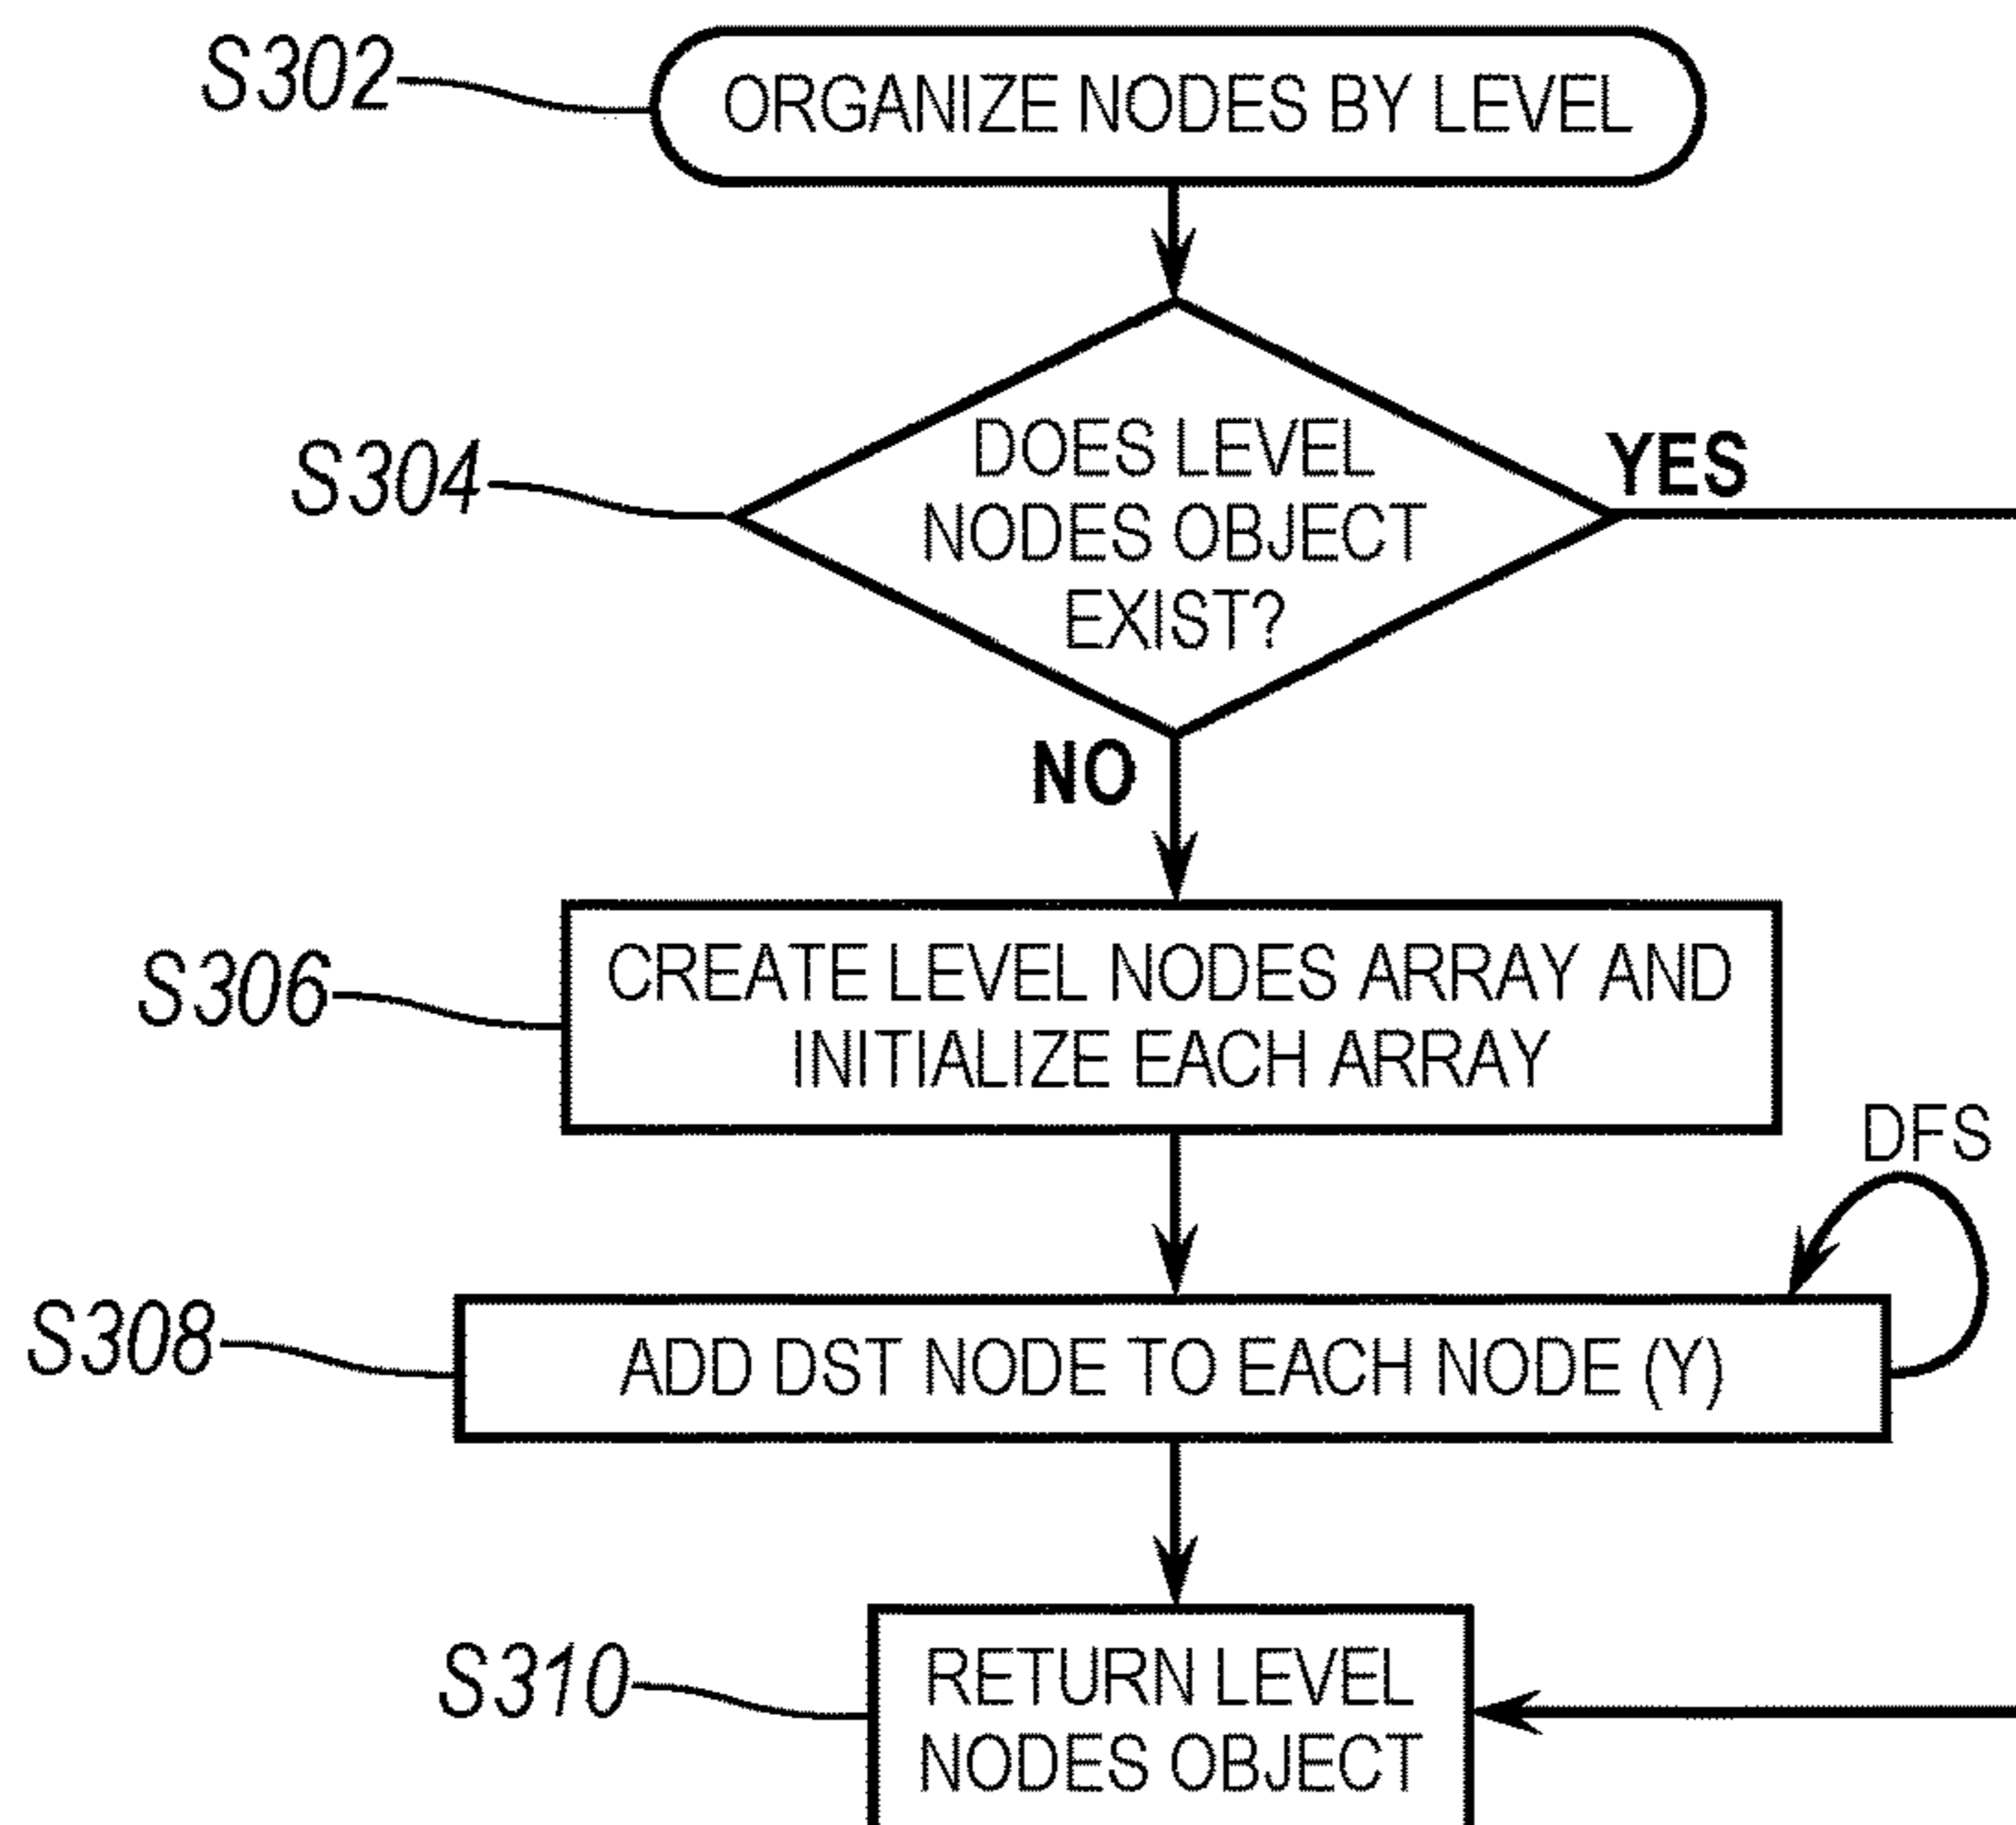 S302
ORGANIZE NODES BY LEVEL
S304
DOES LEVEL
NODES OBJECT
EXIST?
YES
NO
S306
CREATE LEVEL NODES ARRAY AND
INITIALIZE EACH ARRAY
DFS
S308
ADD DST NODE TO EACH NODE (Y)
S310
RETURN LEVEL
NODES OBJECT